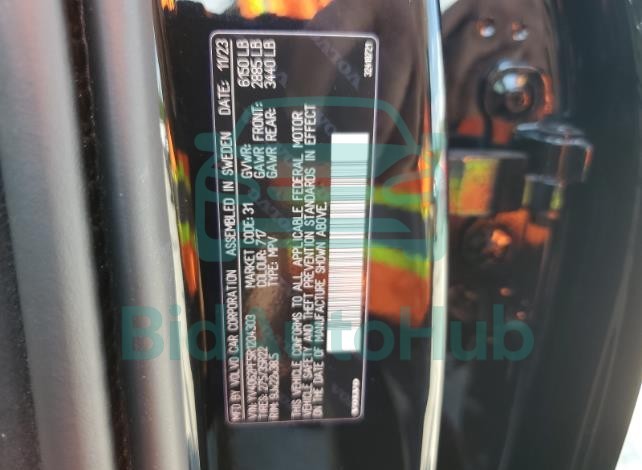 MFD BY VOLVO CAR CORPORATION ASSEMBLED IN SWEDEN DATE: 11/23
GVWR: 6150 LB
MARKET CODE: 31 GAWR FRONT: 2885 LB
COLOUR: 717 GAWR REAR: 3440 LB
TYPE: MPV
THIS VEHICLE CONFORMS TO ALL APPLICABLE FEDERAL MOTOR
VEHICLE SAFETY AND THEFT PREVENTION STANDARDS IN EFFECT
ON THE DATE OF MANUFACTURE SHOWN ABOVE.
VOLVO
32418721
BidAutoHub